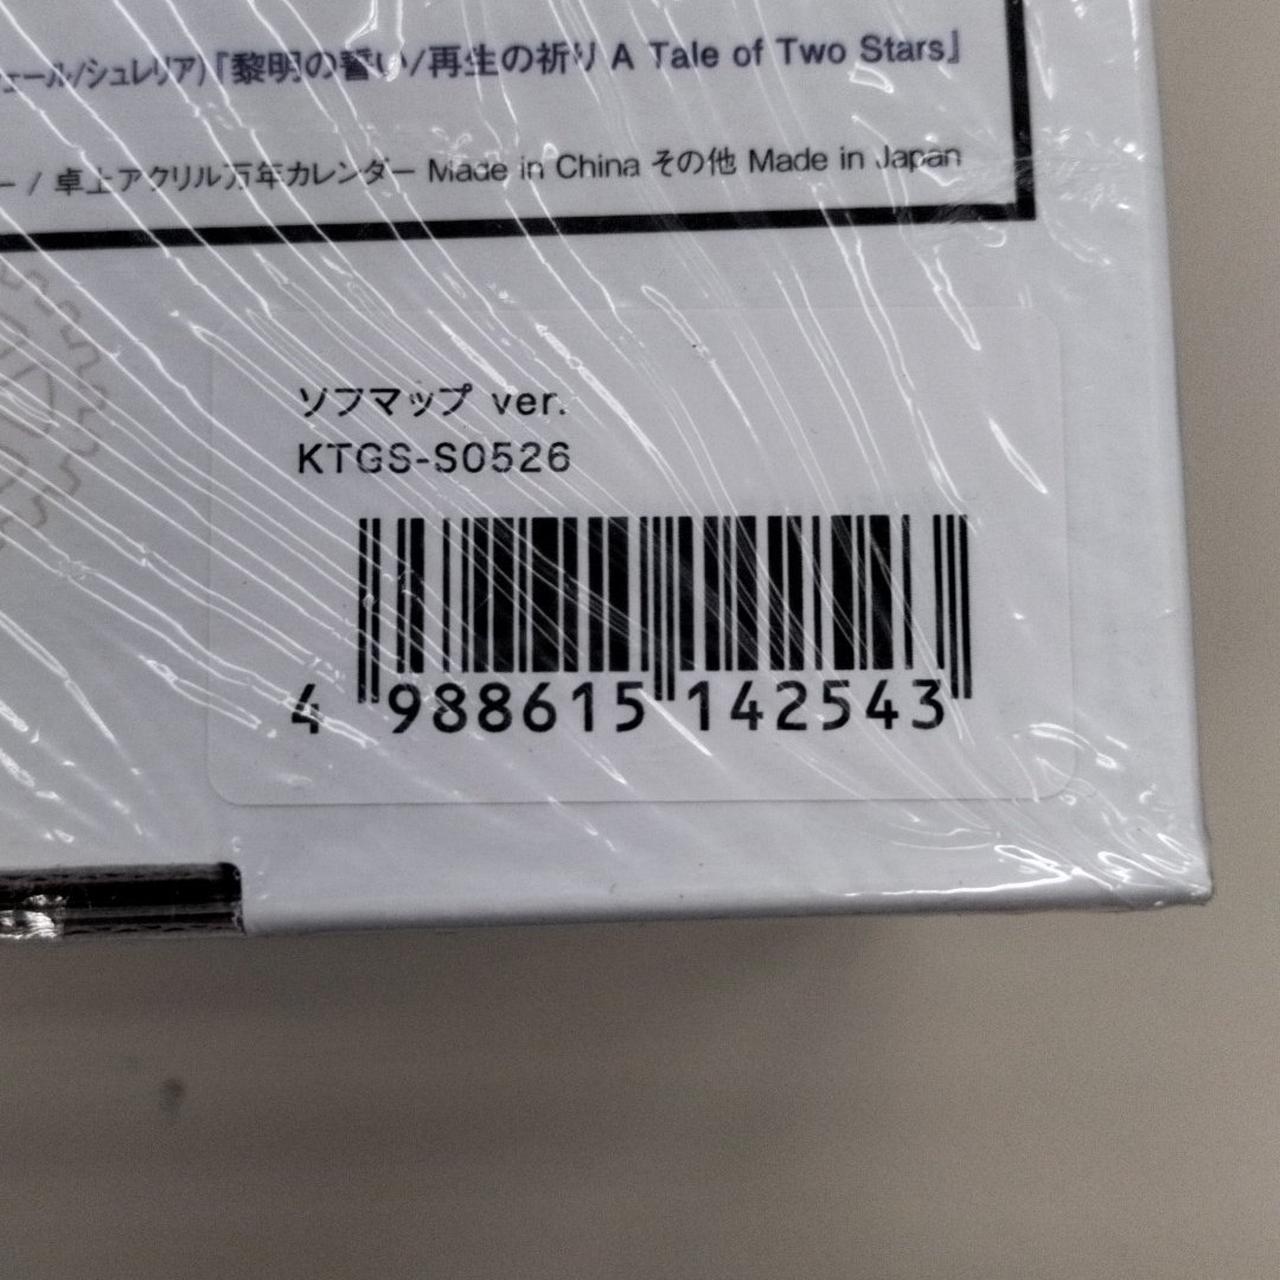 ェール/シュレリア)『黎明の誓い/再生の祈り A Tale of Two Stars』
ー / 卓上アクリル万年カレンダー Made in China その他 Made in Japan
ソフマップ ver.
KTGS-S0526
4 988615 142543